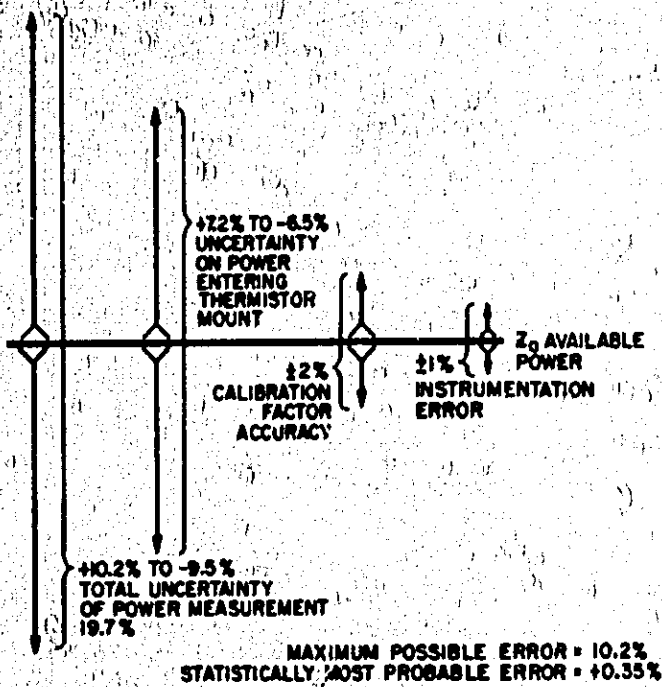 +7.2% TO -6.5%
UNCERTAINTY
ON POWER
ENTERING
THERMISTOR
MOUNT
±2%
CALIBRATION
FACTOR
ACCURACY
±1%
INSTRUMENTATION
ERROR
Z0 AVAILABLE
POWER
+10.2% TO -9.5%
TOTAL UNCERTAINTY
OF POWER MEASUREMENT
19.7%
MAXIMUM POSSIBLE ERROR = 10.2%
STATISTICALLY MOST PROBABLE ERROR = +0.35%